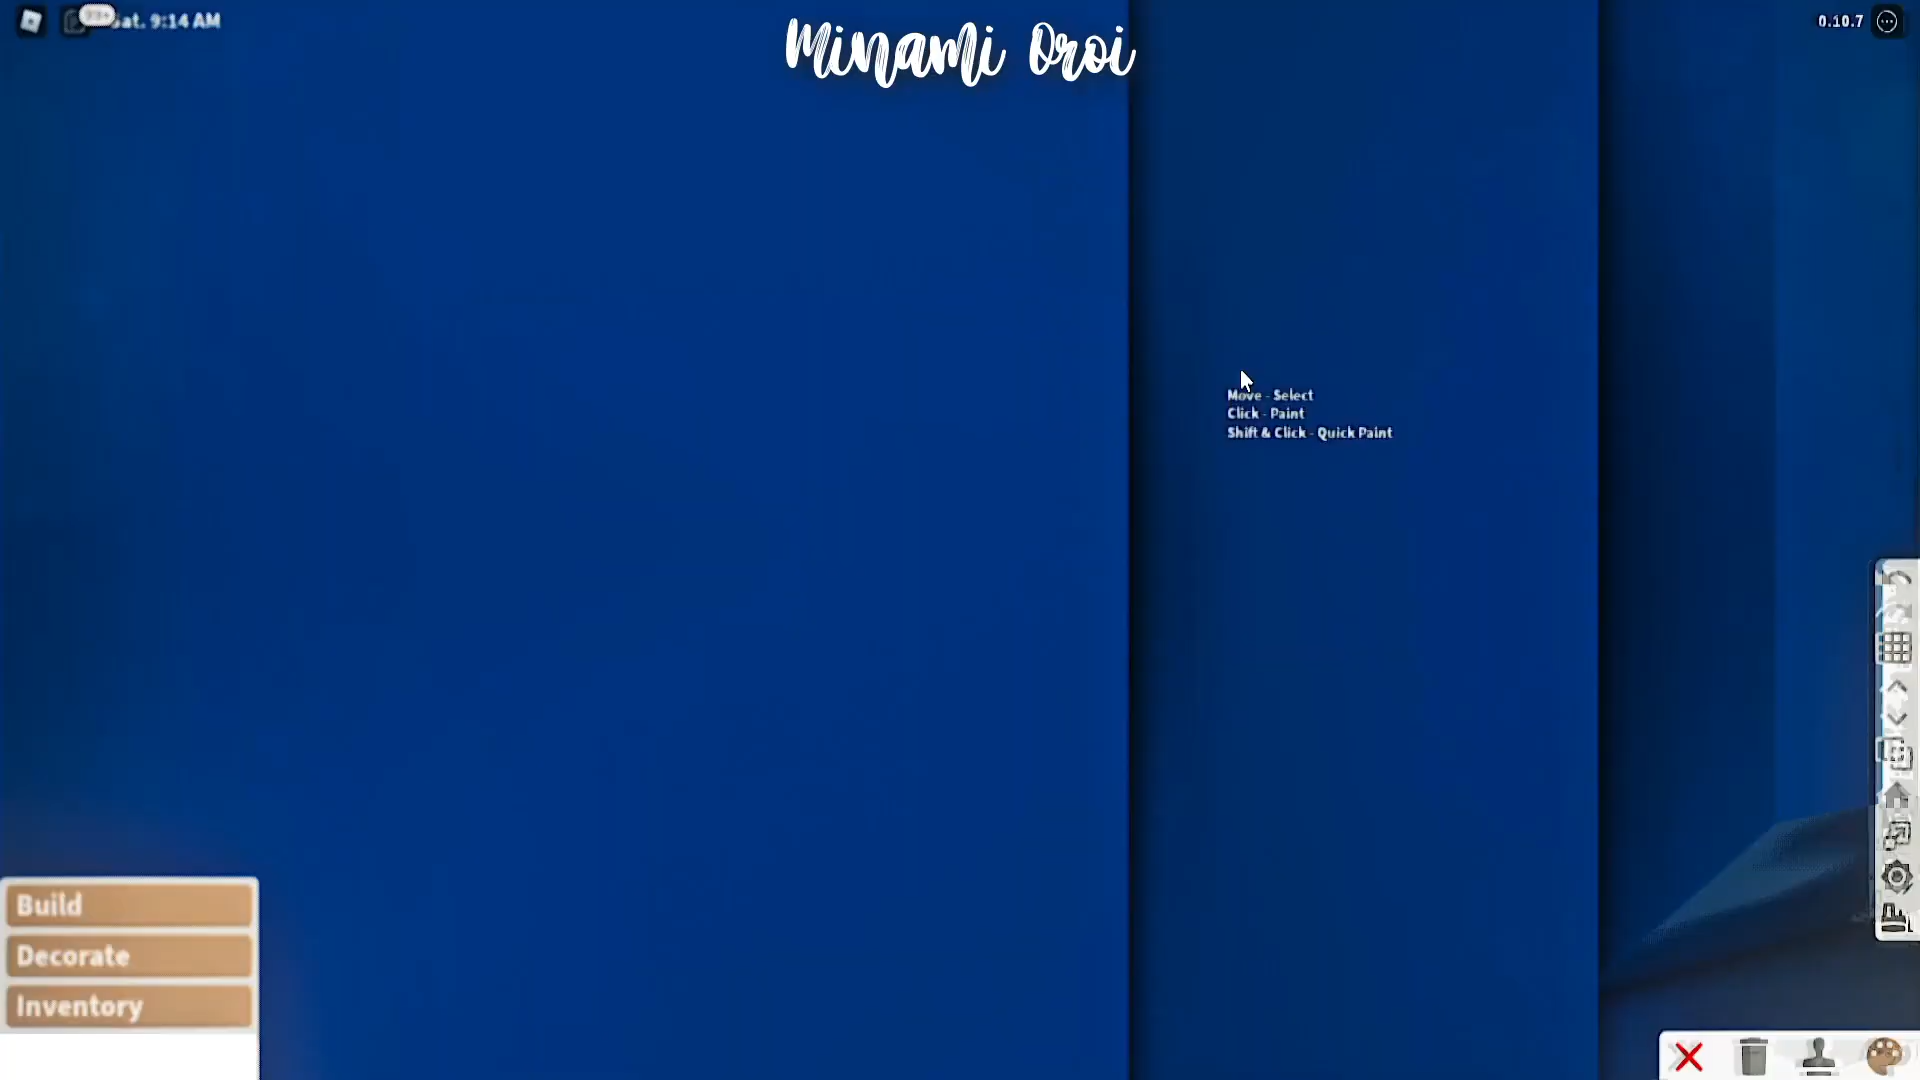 Sat. 9:14 AM
Minami Oroi
0.10.7
Move - Select
Click - Paint
Shift & Click - Quick Paint
Build
Decorate
Inventory